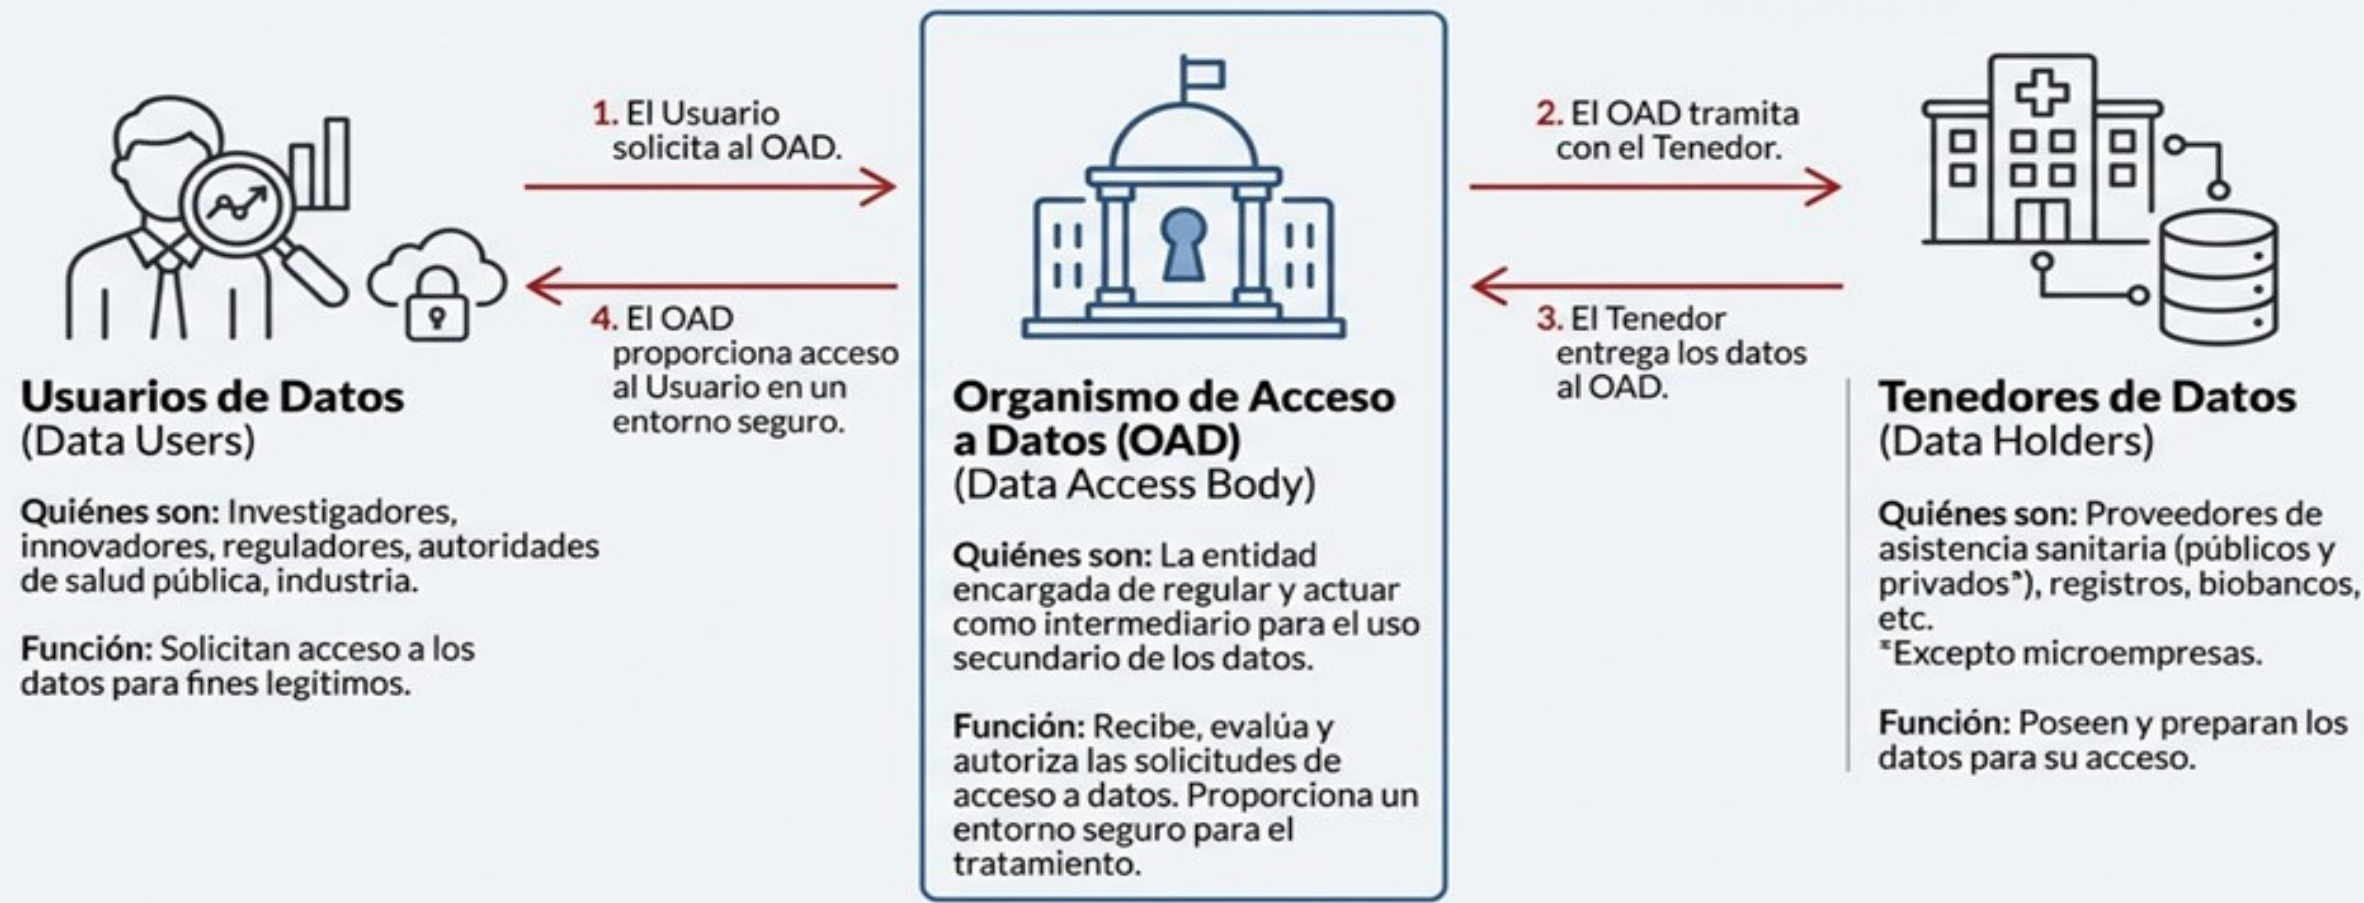 1. El Usuario
solicita al OAD.
4. El OAD
proporciona acceso
al Usuario en un
entorno seguro.
2. El OAD tramita
con el Tenedor.
3. El Tenedor
entrega los datos
al OAD.
Usuarios de Datos
(Data Users)
Quiénes son: Investigadores,
innovadores, reguladores, autoridades
de salud pública, industria.
Función: Solicitan acceso a los
datos para fines legitimos.
Organismo de Acceso
a Datos (OAD)
(Data Access Body)
Quiénes son: La entidad
encargada de regular y actuar
como intermediario para el uso
secundario de los datos.
Función: Recibe, evalúa y
autoriza las solicitudes de
acceso a datos. Proporciona un
entorno seguro para el
tratamiento.
Tenedores de Datos
(Data Holders)
Quiénes son: Proveedores de
asistencia sanitaria (públicos y
privados*), registros, biobancos,
etc.
*Excepto microempresas.
Función: Poseen y preparan los
datos para su acceso.